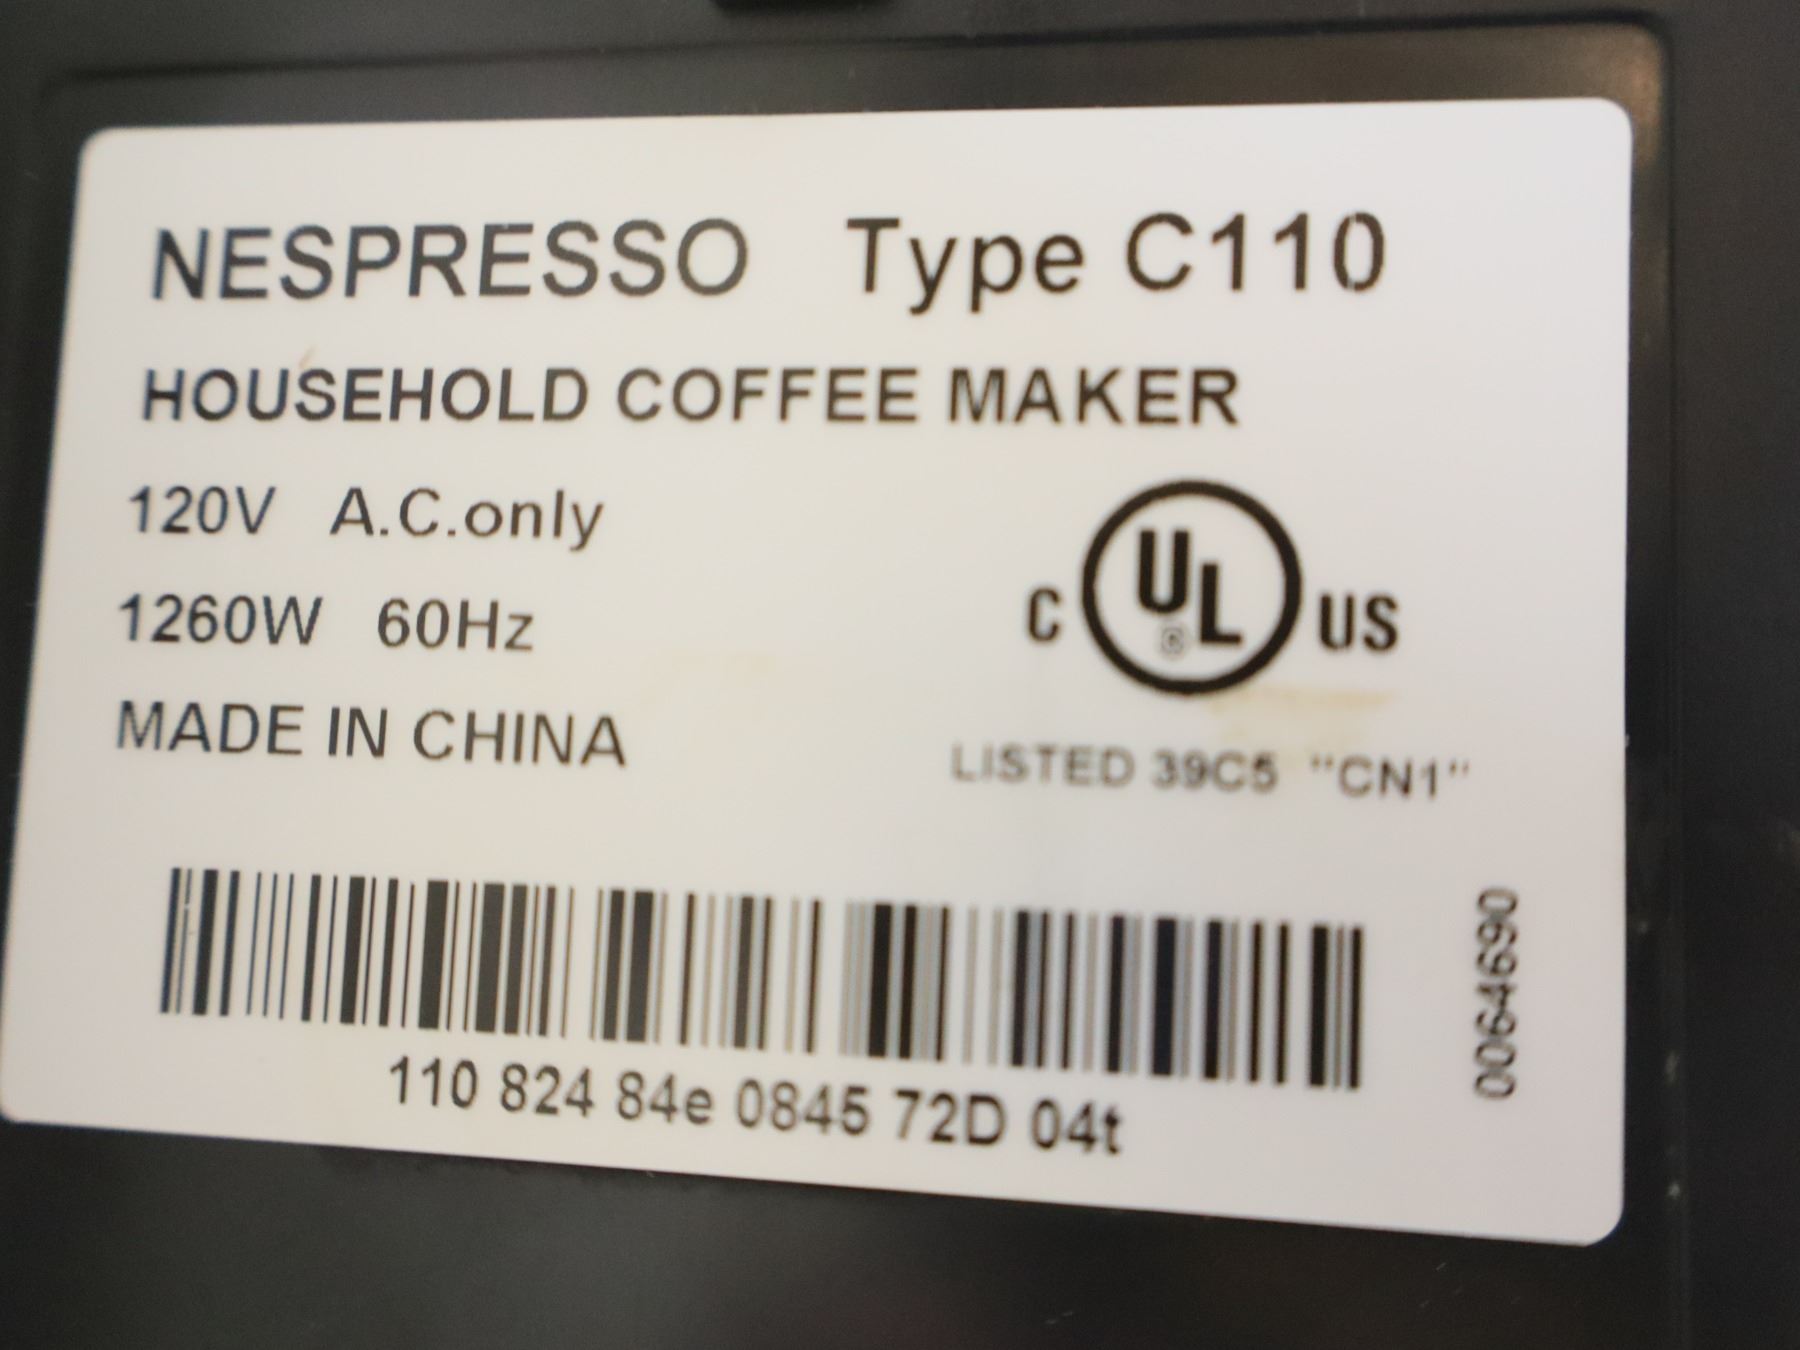 NESPRESSO Type C110
HOUSEHOLD COFFEE MAKER
120V A.C.only
1260W 60Hz
MADE IN CHINA
C UL® US
LISTED 39C5 "CN1"
110 824 84e 0845 72D 04t
0064690